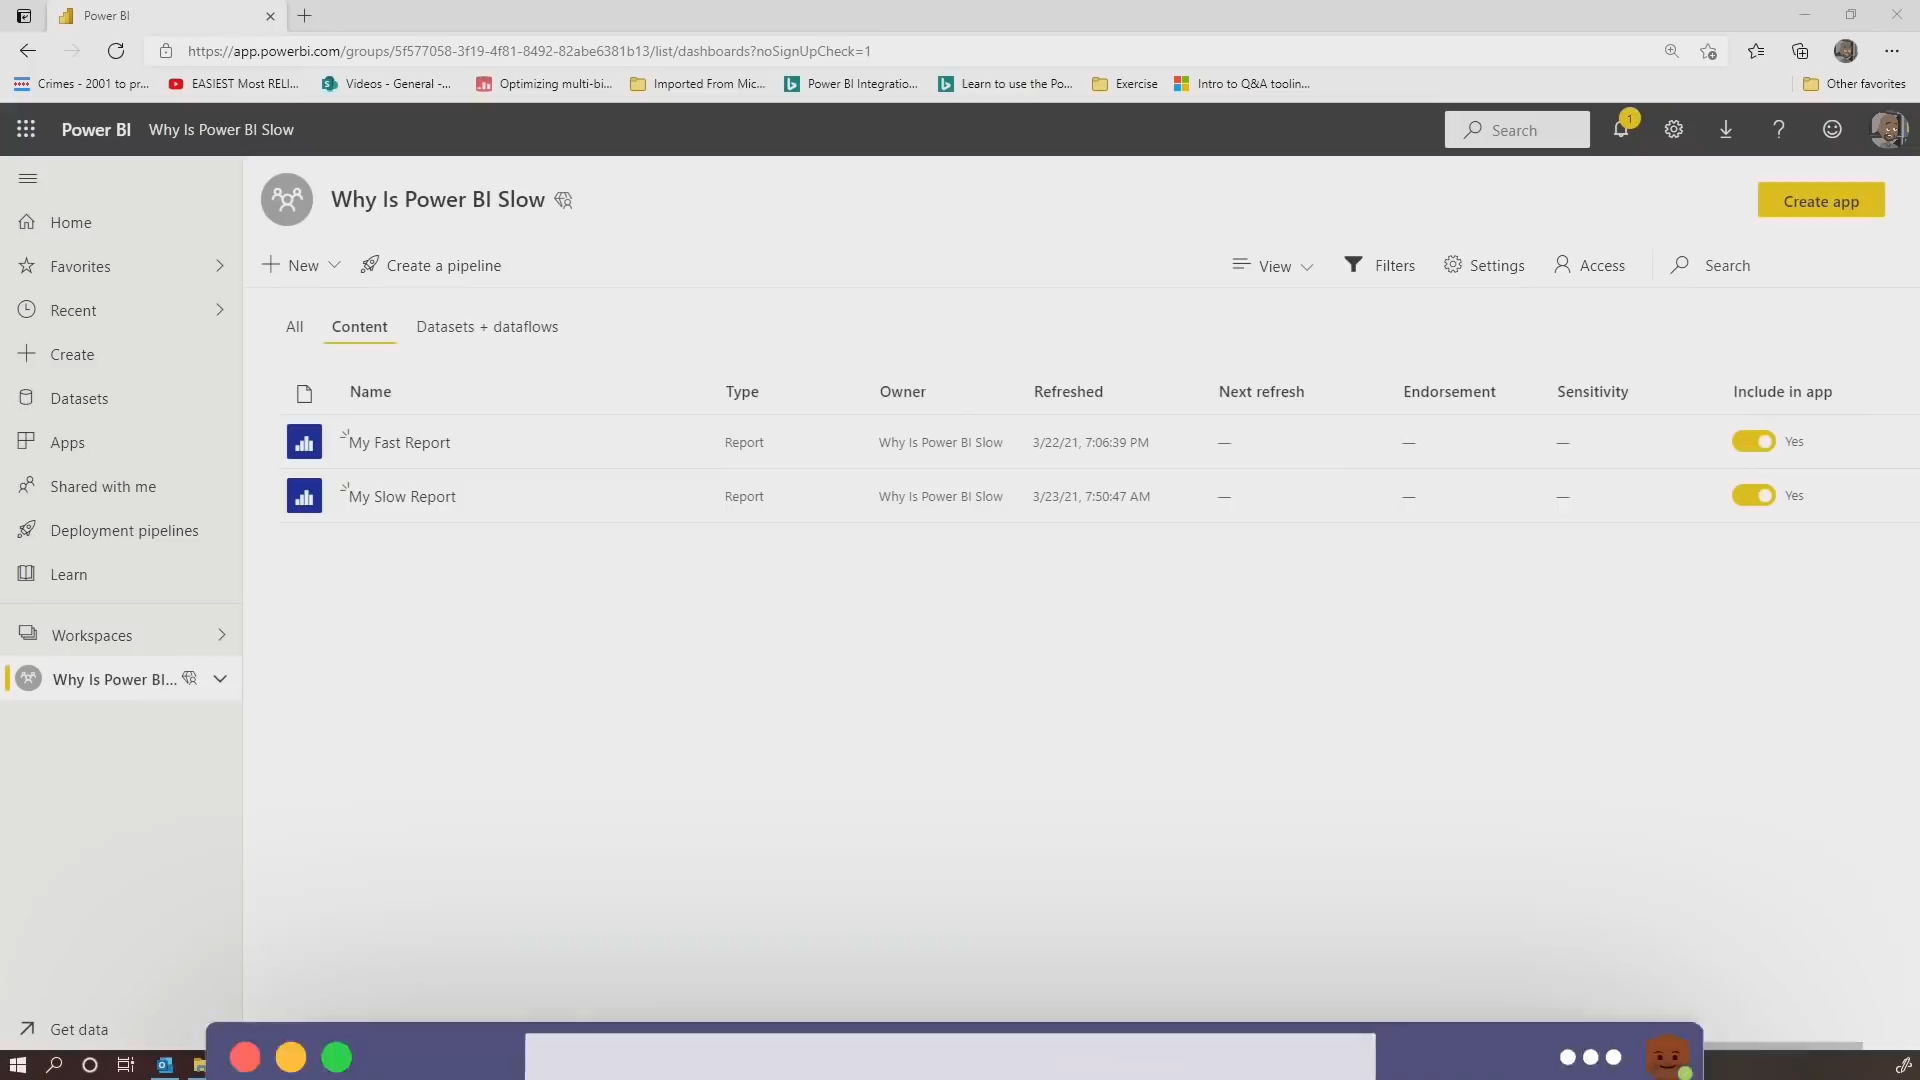 Power BI
https://app.powerbi.com/groups/5f577058-3f19-4f81-8492-82abe6381b13/list/dashboards?noSignUpCheck=1
Crimes - 2001 to pr... EASIEST Most RELI... Videos - General -... Optimizing multi-bi... Imported From Mic... Power BI Integratio... Learn to use the Po... Exercise Intro to Q&A toolin... Other favorites
Power BI Why Is Power BI Slow Search 1
Why Is Power BI Slow Create app
New Create a pipeline View Filters Settings Access Search
All Content Datasets + dataflows
Name Type Owner Refreshed Next refresh Endorsement Sensitivity Include in app
My Fast Report Report Why Is Power BI Slow 3/22/21, 7:06:39 PM — — — Yes
My Slow Report Report Why Is Power BI Slow 3/23/21, 7:50:47 AM — — — Yes
Home
Favorites
Recent
Create
Datasets
Apps
Shared with me
Deployment pipelines
Learn
Workspaces
Why Is Power BI...
Get data